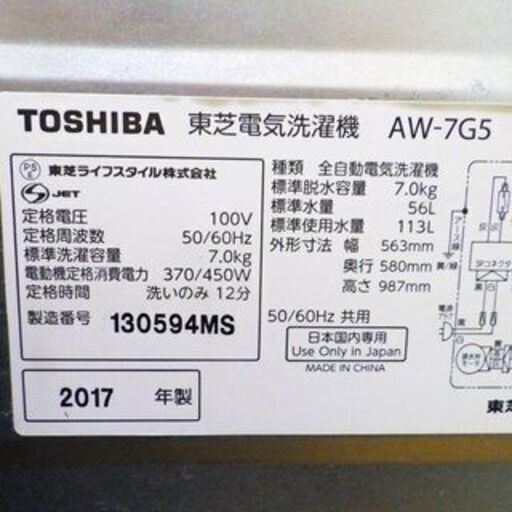 TOSHIBA 東芝電気洗濯機 AW-7G5
東芝ライフスタイル株式会社
JET
定格電圧 100V
定格周波数 50/60Hz
標準洗濯容量 7.0kg
電動機定格消費電力 370/450W
定格時間 洗いのみ 12分
製造番号 130594MS
2017 年製
種類 全自動電気洗濯機
標準脱水容量 7.0kg
標準水量 56L
標準使用水量 113L
外形寸法 幅 563mm
奥行 580mm
高さ 987mm
50/60Hz 共用
日本国内専用
Use Only in Japan
MADE IN CHINA
アース線
黄/緑